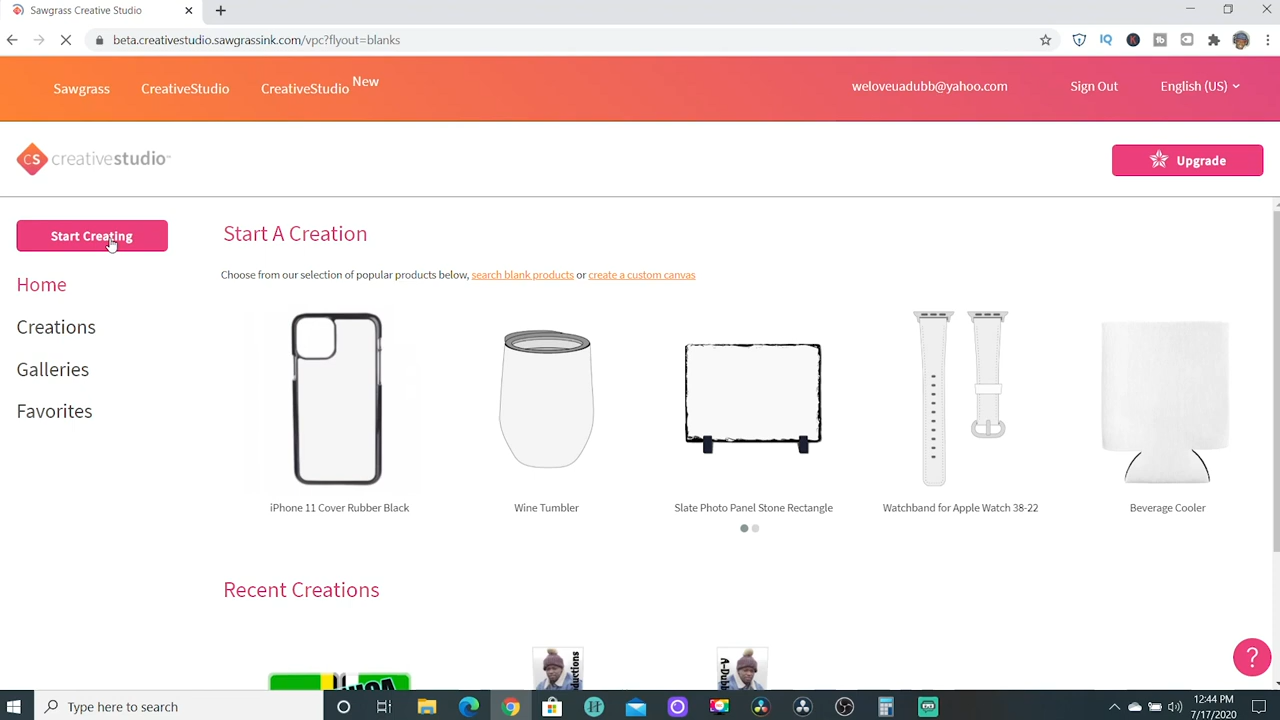 Sawgrass Creative Studio
beta.creativestudio.sawgrassink.com/vpc?flyout=blanks
Sawgrass
CreativeStudio
CreativeStudio New
weloveuadubb@yahoo.com
Sign Out
English (US)
CS creativestudio
Upgrade
Start Creating
Home
Creations
Galleries
Favorites
Start A Creation
Choose from our selection of popular products below, search blank products or create a custom canvas
iPhone 11 Cover Rubber Black
Wine Tumbler
Slate Photo Panel Stone Rectangle
Watchband for Apple Watch 38-22
Beverage Cooler
Recent Creations
?
Type here to search
12:44 PM
7/17/2020